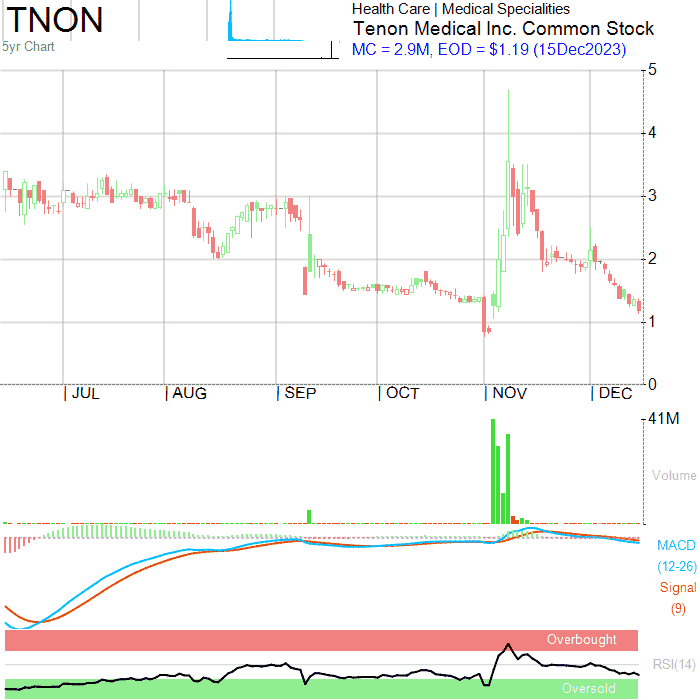 TNON
Health Care | Medical Specialities
Tenon Medical Inc. Common Stock
5yr Chart
MC = 2.9M, EOD = $1.19 (15Dec2023)
5
4
3
2
1
0
| JUL | AUG | SEP | OCT | NOV | DEC
41M
Volume
MACD
(12-26)
Signal
(9)
Overbought
RSI(14)
Oversold